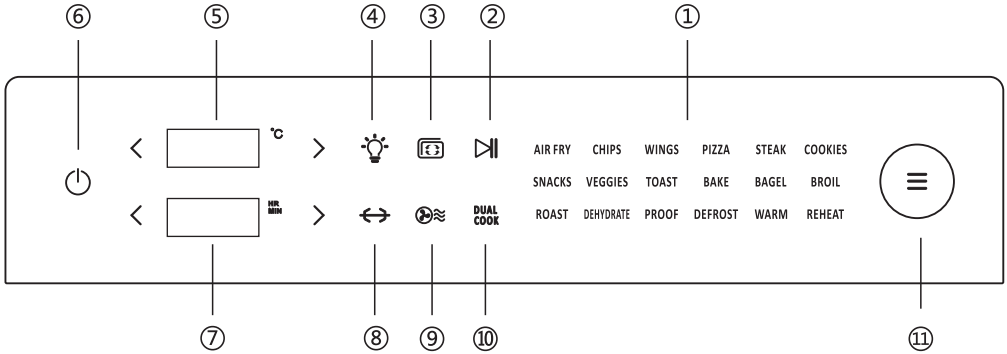 ⑥ ⑤ ④ ③ ② ①
°C
AIR FRY CHIPS WINGS PIZZA STEAK COOKIES
SNACKS VEGGIES TOAST BAKE BAGEL BROIL
HR
MIN
DUAL
COOK
ROAST DEHYDRATE PROOF DEFROST WARM REHEAT
⑦ ⑧ ⑨ ⑩ ⑪